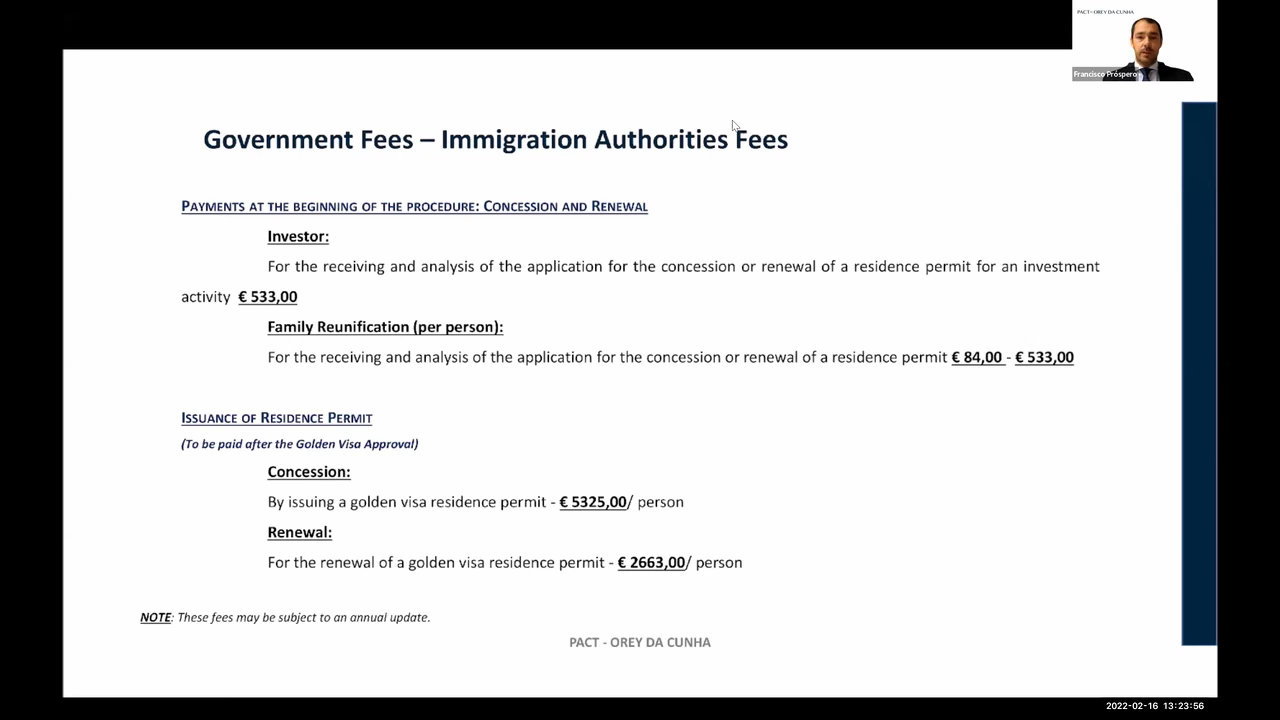 PACT - OREY DA CUNHA
Francisco Próspero
Government Fees – Immigration Authorities Fees
PAYMENTS AT THE BEGINNING OF THE PROCEDURE: CONCESSION AND RENEWAL
Investor:
For the receiving and analysis of the application for the concession or renewal of a residence permit for an investment
activity € 533,00
Family Reunification (per person):
For the receiving and analysis of the application for the concession or renewal of a residence permit € 84,00 - € 533,00
ISSUANCE OF RESIDENCE PERMIT
(To be paid after the Golden Visa Approval)
Concession:
By issuing a golden visa residence permit - € 5325,00/ person
Renewal:
For the renewal of a golden visa residence permit - € 2663,00/ person
NOTE: These fees may be subject to an annual update.
PACT - OREY DA CUNHA
2022-02-16 13:23:56